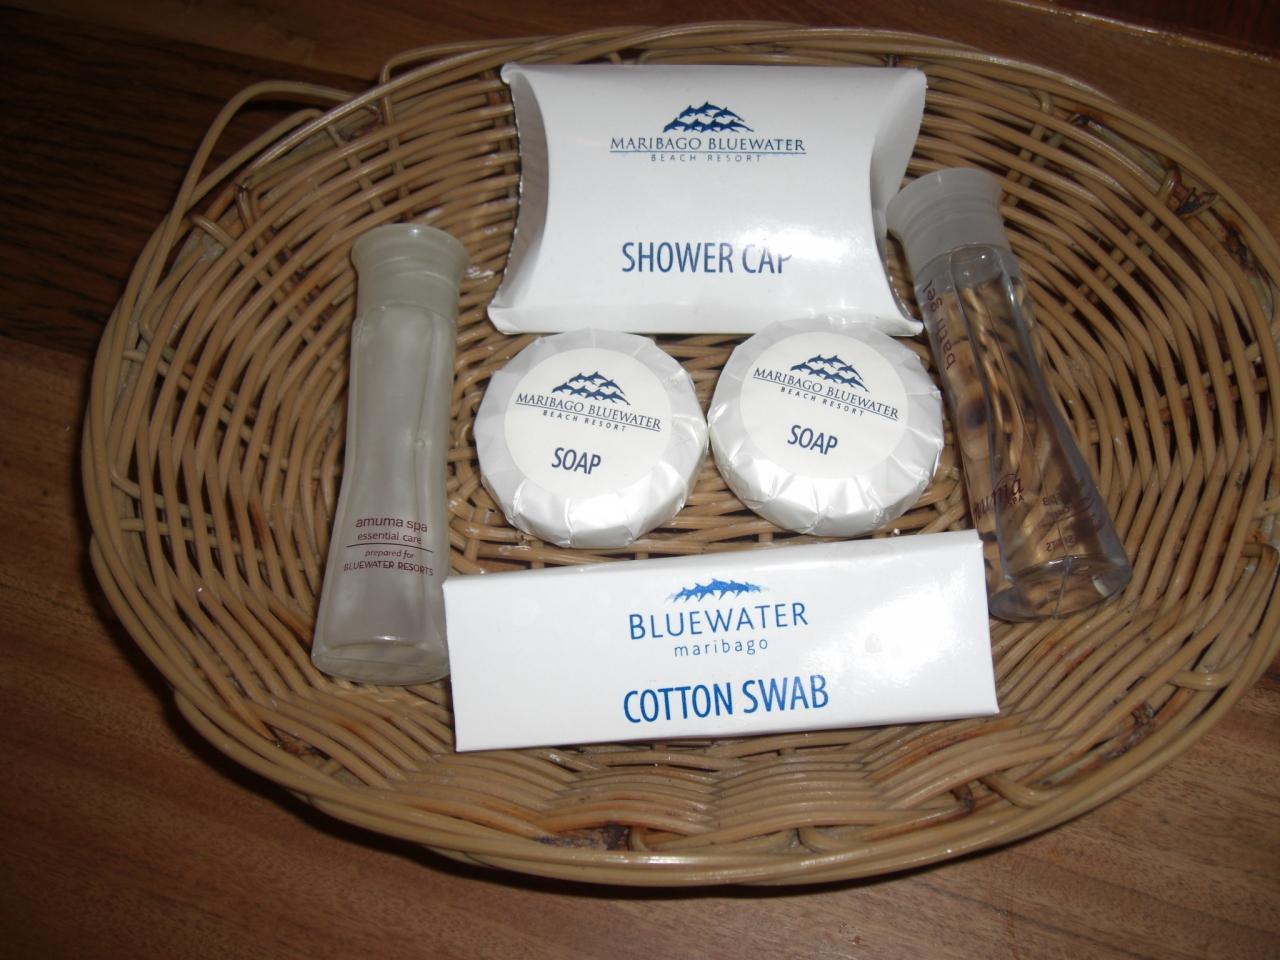 MARIBAGO BLUEWATER
BEACH RESORT
SHOWER CAP
bath gel
MARIBAGO BLUEWATER
BEACH RESORT
SOAP
MARIBAGO BLUEWATER
BEACH RESORT
SOAP
amuma spa
essential care
prepared for
BLUEWATER RESORTS
SPA
BLUEWATER
maribago
COTTON SWAB